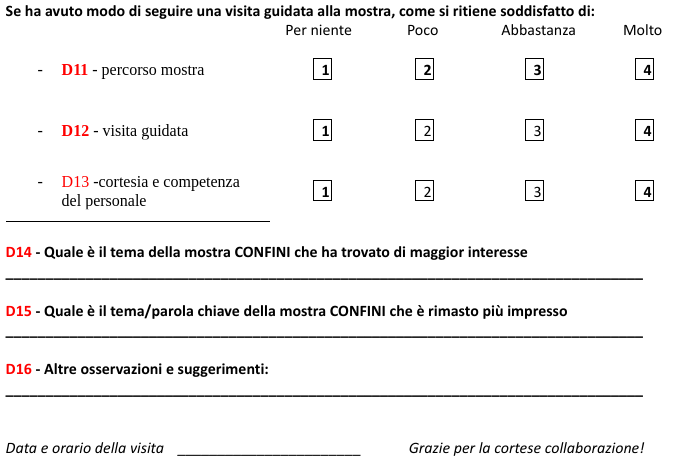 Se ha avuto modo di seguire una visita guidata alla mostra, come si ritiene soddisfatto di:
Per niente Poco Abbastanza Molto
- D11 - percorso mostra 1 2 3 4
- D12 - visita guidata 1 2 3 4
- D13 -cortesia e competenza
del personale 1 2 3 4
D14 - Quale è il tema della mostra CONFINI che ha trovato di maggior interesse
D15 - Quale è il tema/parola chiave della mostra CONFINI che è rimasto più impresso
D16 - Altre osservazioni e suggerimenti:
Data e orario della visita ________________________ Grazie per la cortese collaborazione!